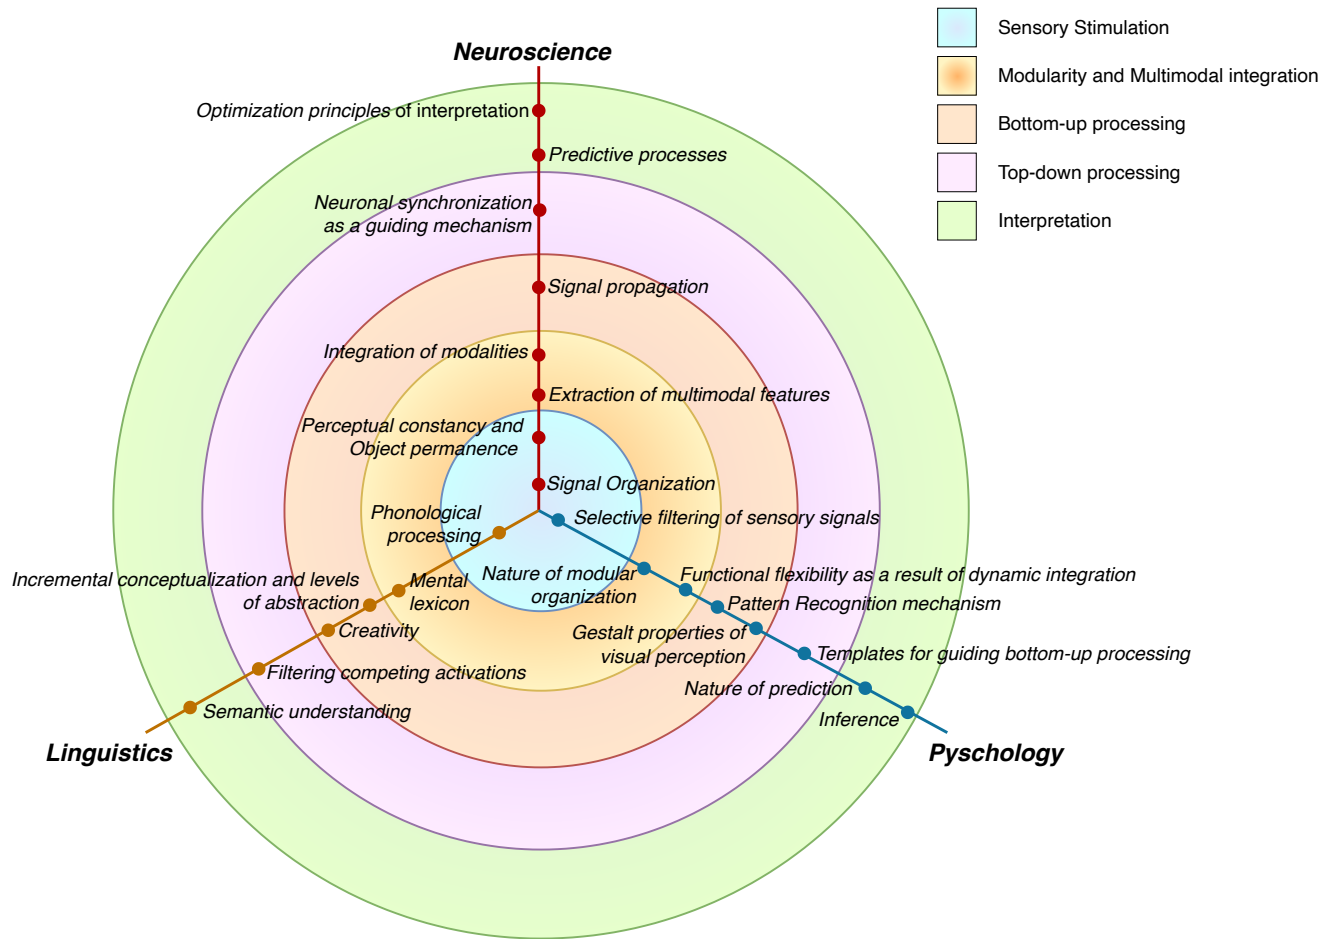 Neuroscience
Sensory Stimulation
Modularity and Multimodal integration
Bottom-up processing
Top-down processing
Interpretation
Optimization principles of interpretation
Predictive processes
Neuronal synchronization
as a guiding mechanism
Signal propagation
Integration of modalities
Extraction of multimodal features
Perceptual constancy and
Object permanence
Signal Organization
Phonological
processing
Selective filtering of sensory signals
Incremental conceptualization and levels
of abstraction
Mental
lexicon
Nature of modular
organization
Functional flexibility as a result of dynamic integration
Pattern Recognition mechanism
Creativity
Gestalt properties of
visual perception
Filtering competing activations
Templates for guiding bottom-up processing
Semantic understanding
Nature of prediction
Inference
Linguistics
Pyschology